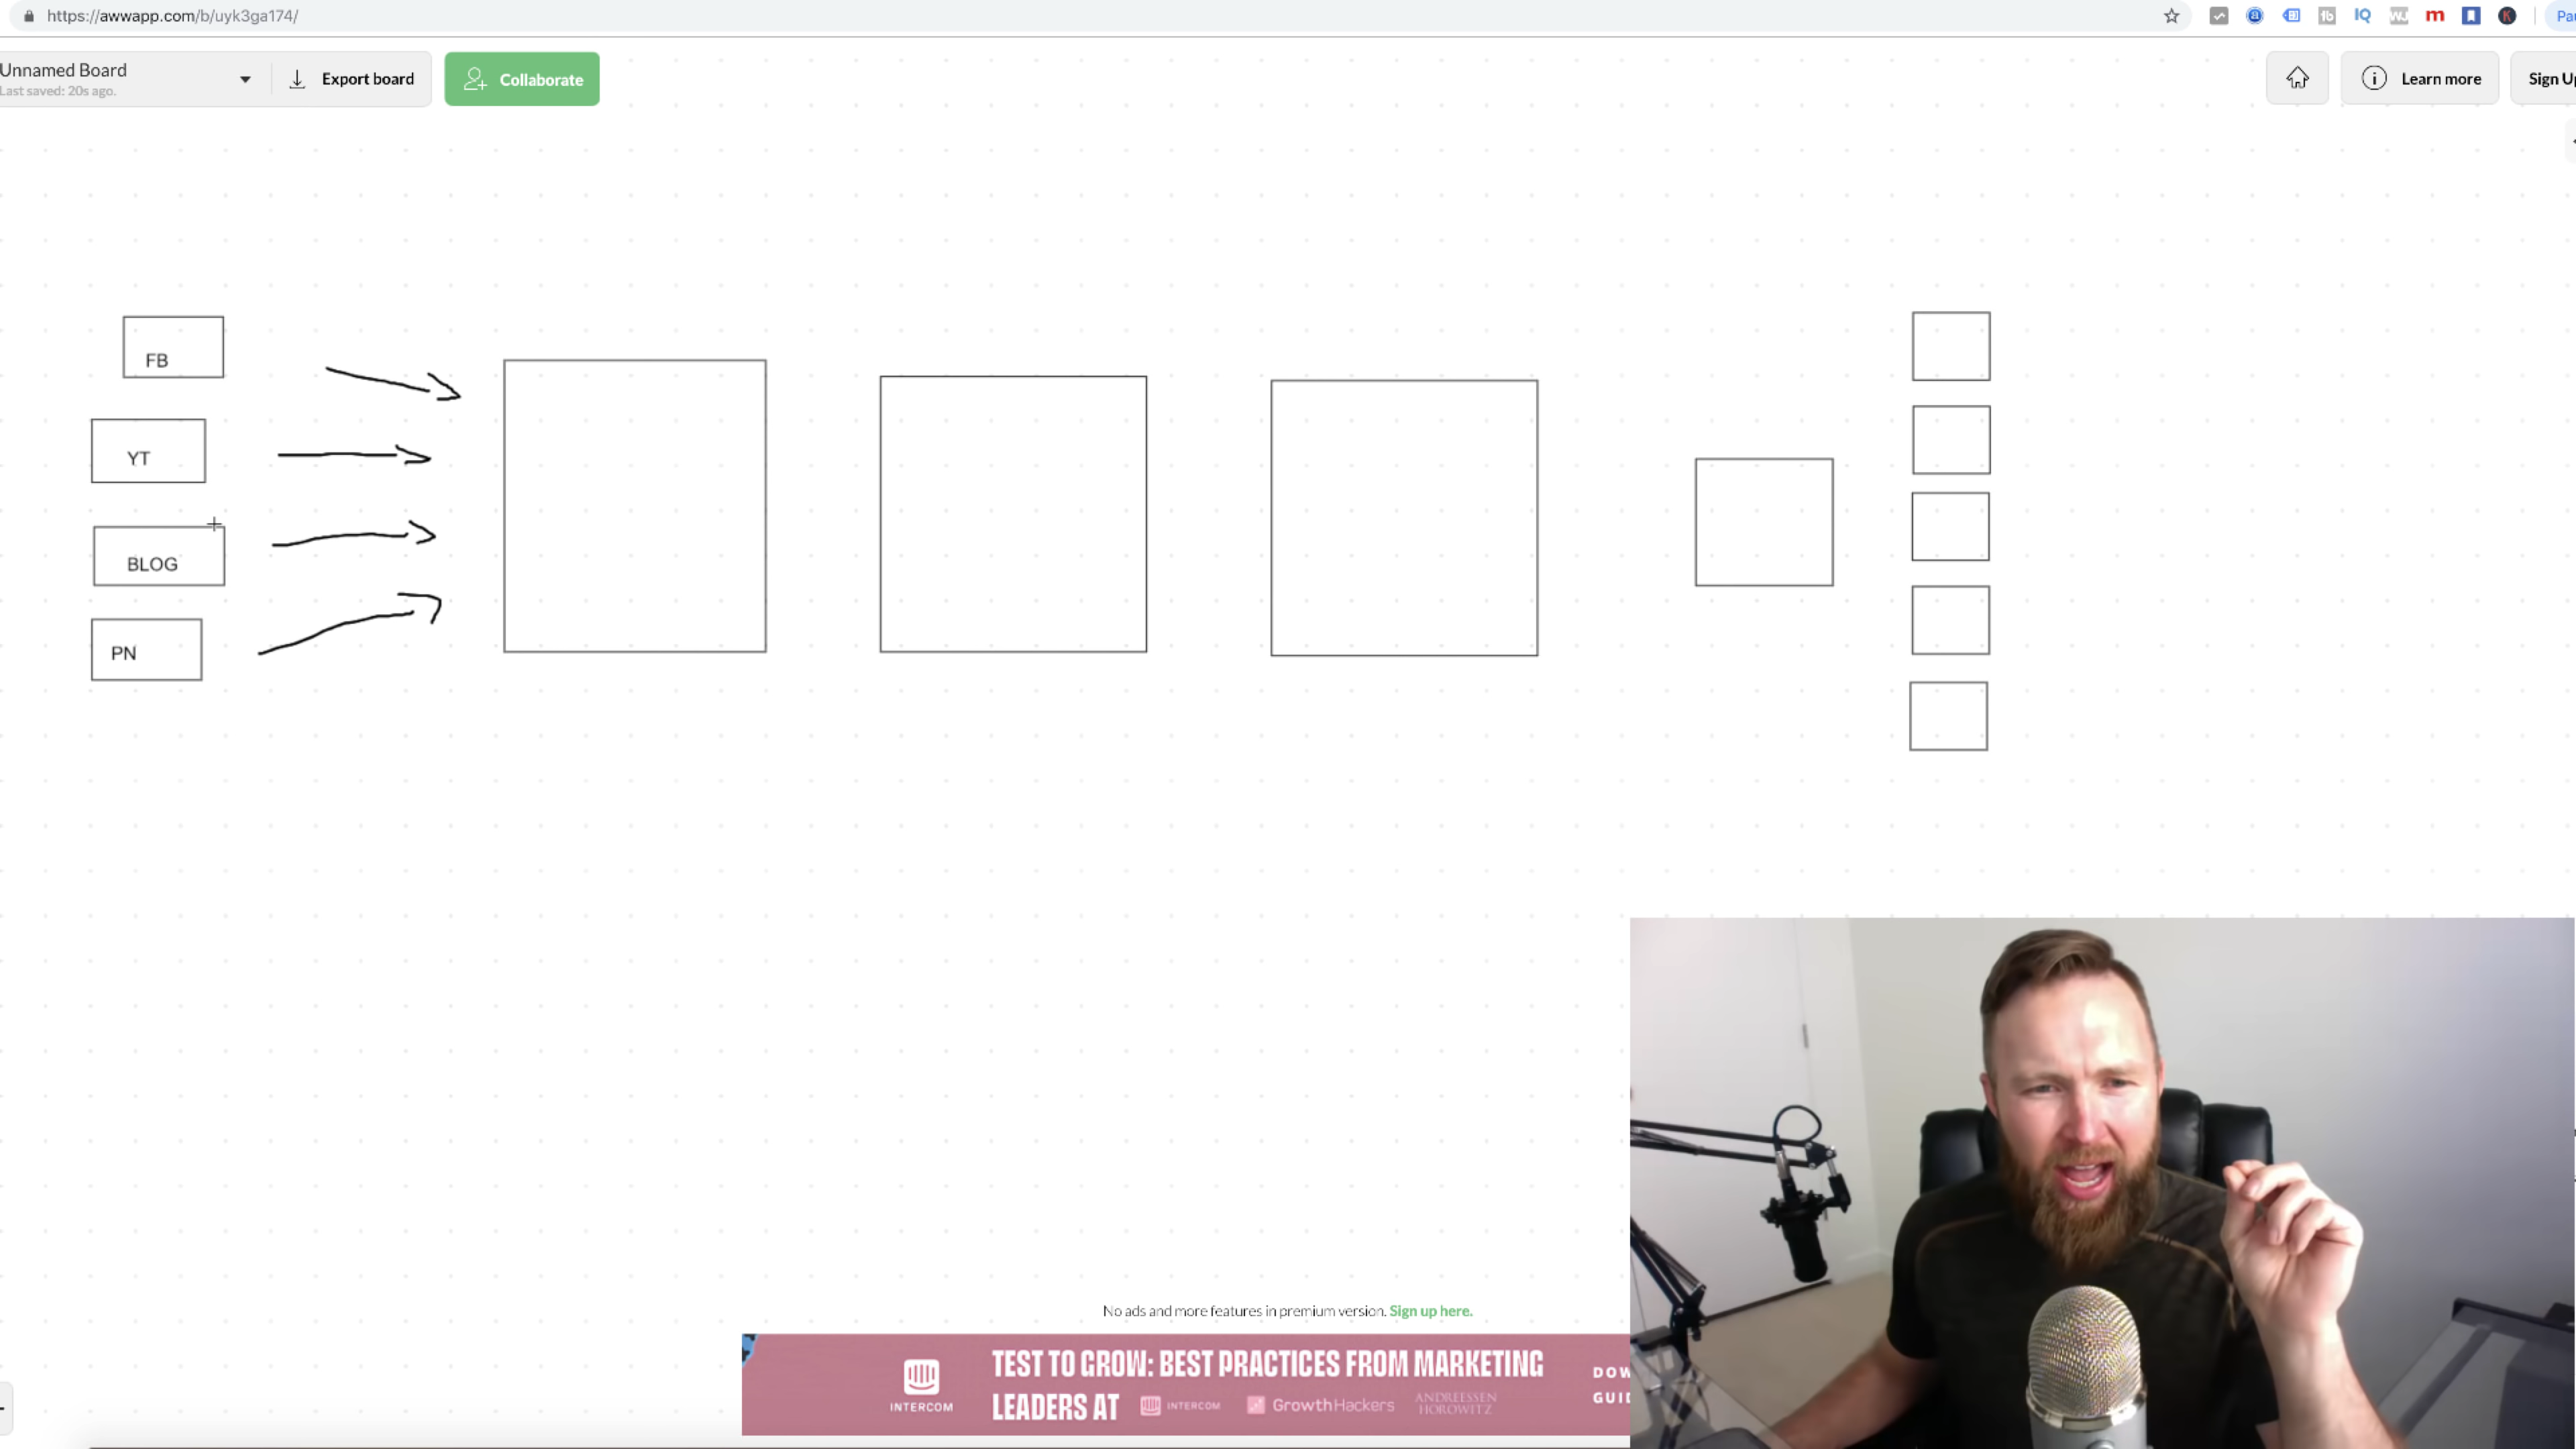 https://awwapp.com/b/uyk3ga174/
Unnamed Board
Last saved: 20s ago.
Export board
Collaborate
Learn more
FB
YT
BLOG
PN
No ads and more features in premium version. Sign up here.
INTERCOM
TEST TO GROW: BEST PRACTICES FROM MARKETING
LEADERS AT
INTERCOM
GrowthHackers
ANDREESSEN
HOROWITZ